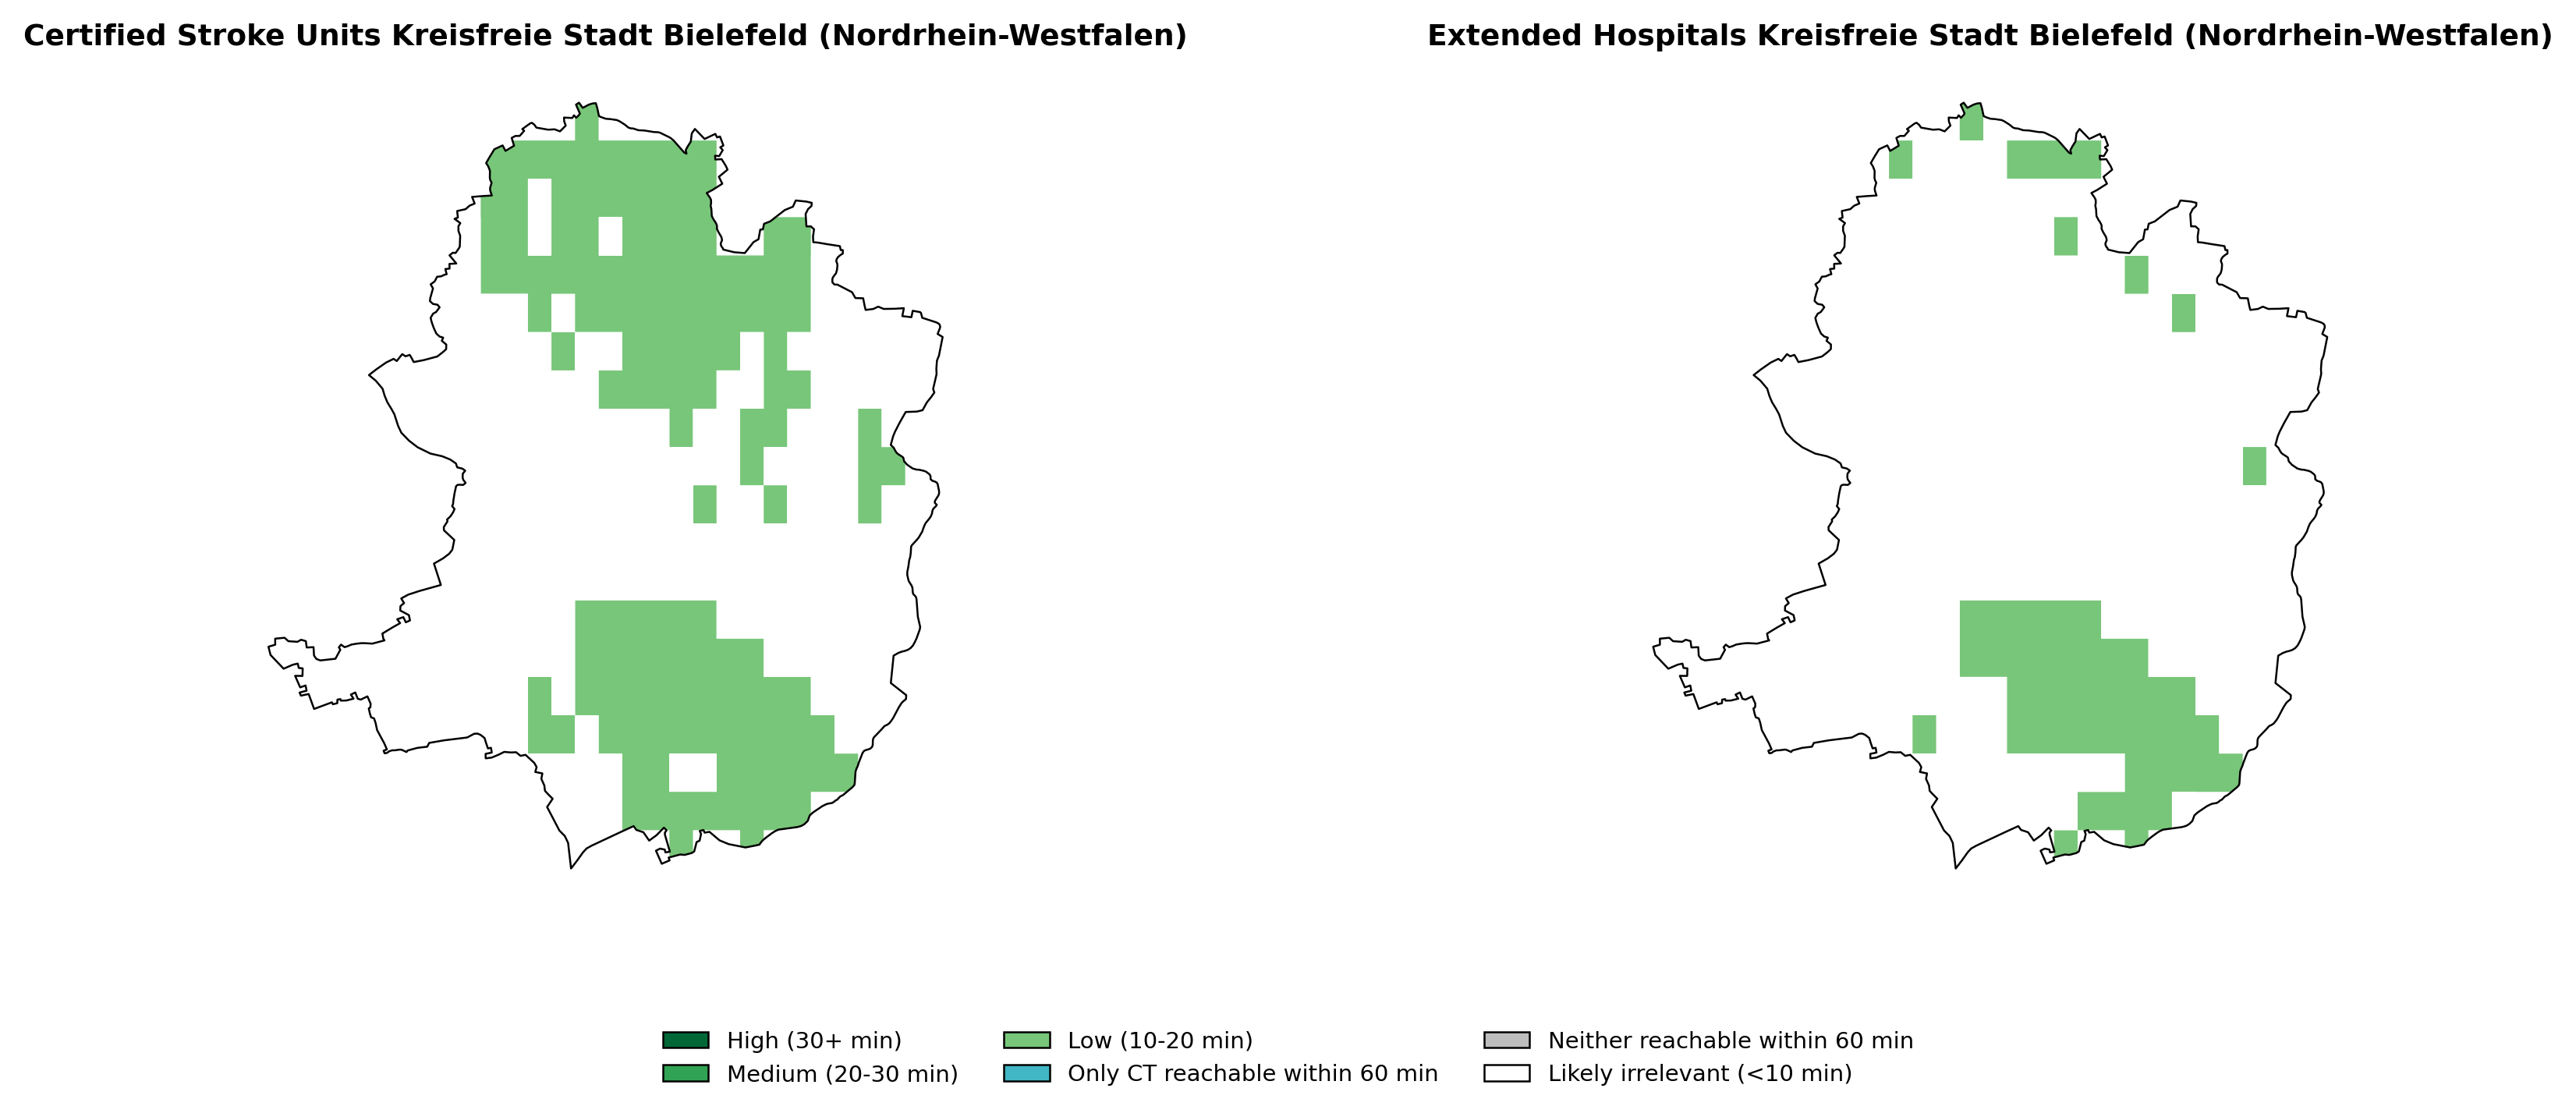 Certified Stroke Units Kreisfreie Stadt Bielefeld (Nordrhein-Westfalen)
Extended Hospitals Kreisfreie Stadt Bielefeld (Nordrhein-Westfalen)
High (30+ min)
Medium (20-30 min)
Low (10-20 min)
Only CT reachable within 60 min
Neither reachable within 60 min
Likely irrelevant (<10 min)